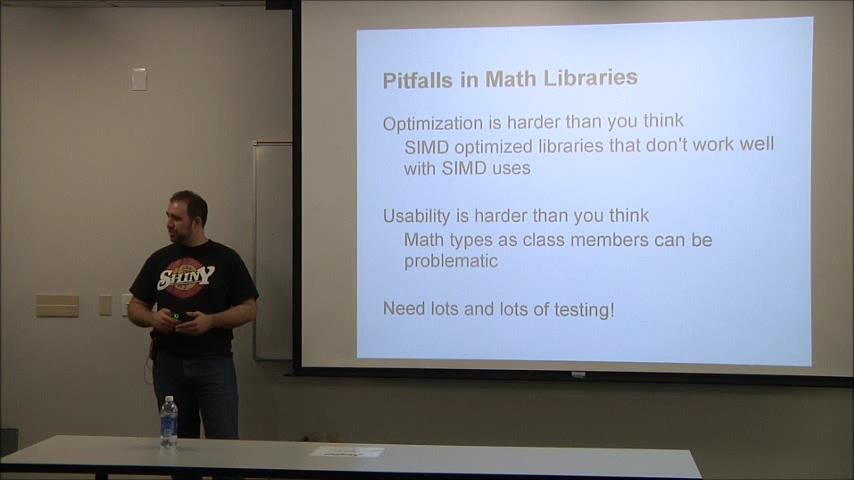 Pitfalls in Math Libraries
Optimization is harder than you think
SIMD optimized libraries that don't work well
with SIMD uses
Usability is harder than you think
Math types as class members can be
problematic
Need lots and lots of testing!
SHINY